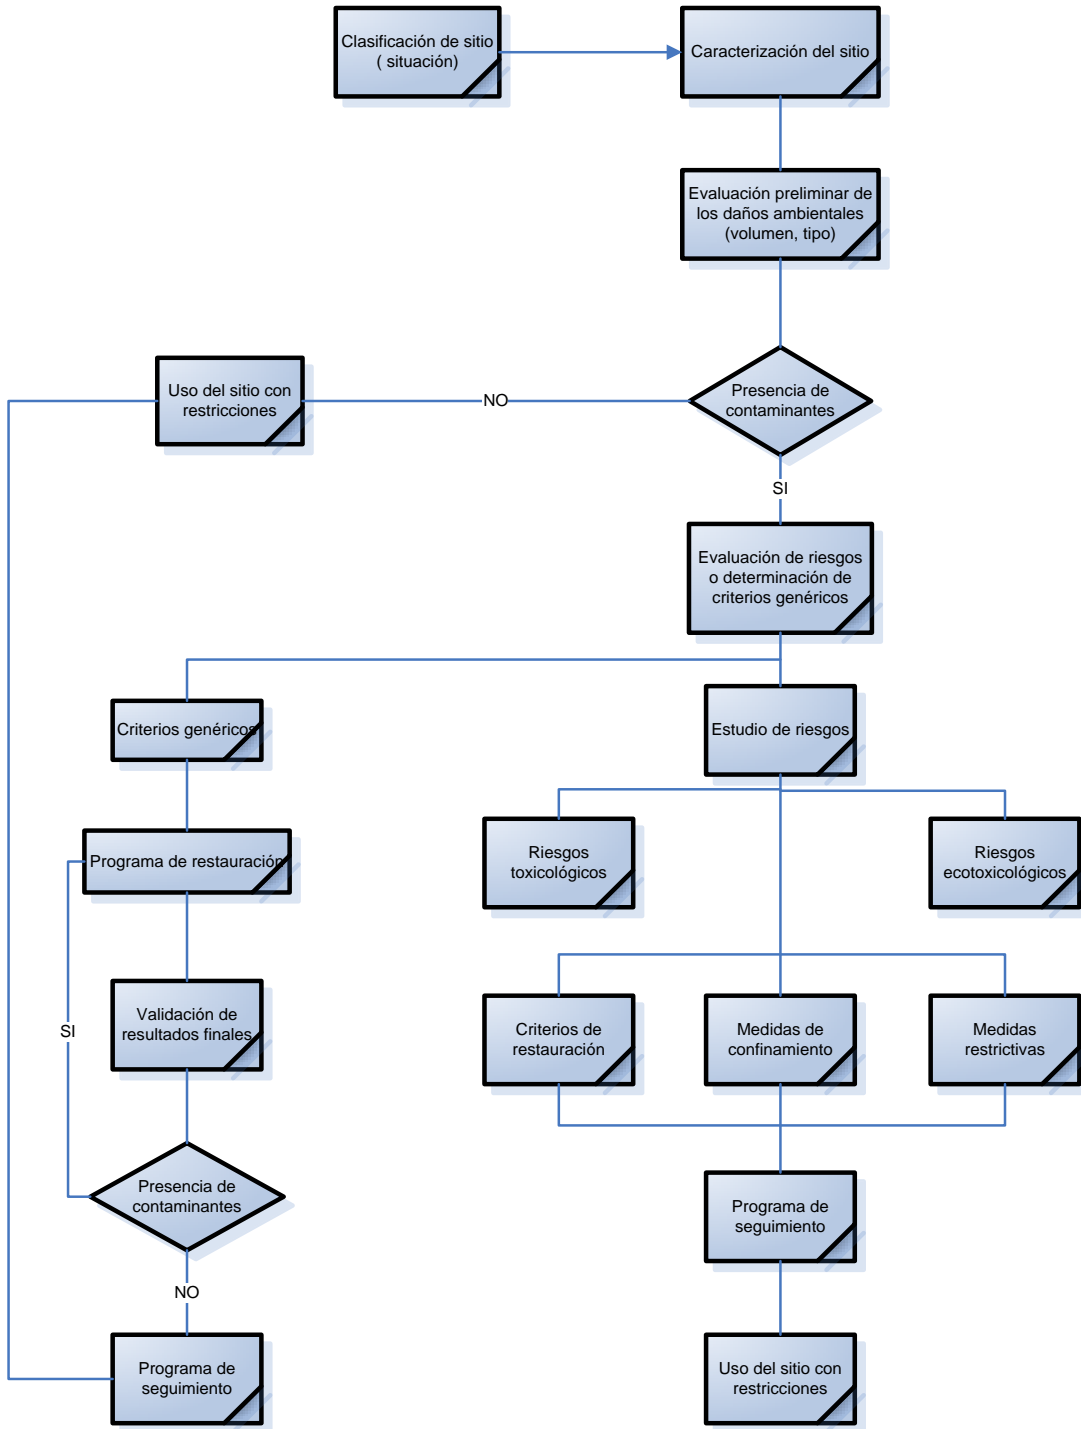 Clasificación de sitio
( situación)
Caracterización del sitio
Evaluación preliminar de
los daños ambientales
(volumen, tipo)
Presencia de
contaminantes
NO
Uso del sitio con
restricciones
SI
Evaluación de riesgos
o determinación de
criterios genéricos
Criterios genéricos
Estudio de riesgos
Programa de restauración
Riesgos
toxicológicos
Riesgos
ecotoxicológicos
Validación de
resultados finales
SI
Criterios de
restauración
Medidas de
confinamiento
Medidas
restrictivas
Presencia de
contaminantes
Programa de
seguimiento
NO
Programa de
seguimiento
Uso del sitio con
restricciones